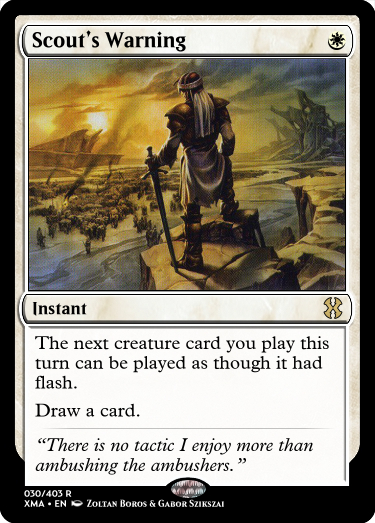 Scout's Warning
Instant
The next creature card you play this
turn can be played as though it had
flash.
Draw a card.
“There is no tactic I enjoy more than
ambushing the ambushers.”
030/403 R
XMA • EN Zoltan Boros & Gabor Szikszai